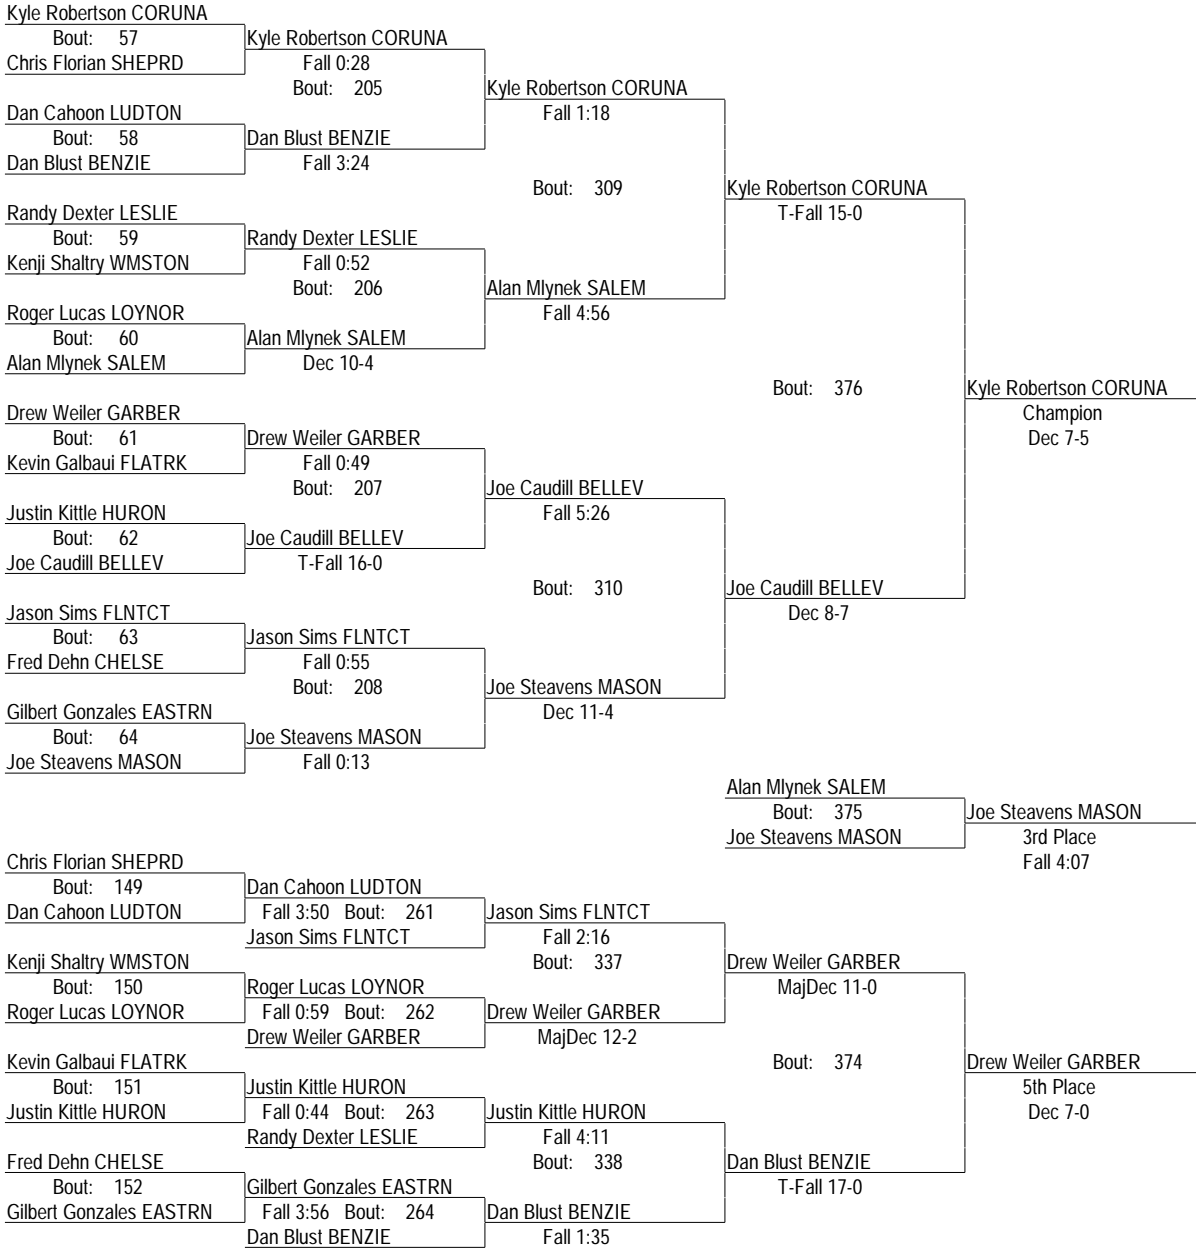 Kyle Robertson CORUNA
Bout: 57
Kyle Robertson CORUNA
Chris Florian SHEPRD
Fall 0:28
Bout: 205
Kyle Robertson CORUNA
Dan Cahoon LUDTON
Fall 1:18
Bout: 58
Dan Blust BENZIE
Dan Blust BENZIE
Fall 3:24
Bout: 309
Kyle Robertson CORUNA
Randy Dexter LESLIE
T-Fall 15-0
Bout: 59
Randy Dexter LESLIE
Kenji Shaltry WMSTON
Fall 0:52
Bout: 206
Alan Mlynek SALEM
Roger Lucas LOYNOR
Fall 4:56
Bout: 60
Alan Mlynek SALEM
Alan Mlynek SALEM
Dec 10-4
Bout: 376
Kyle Robertson CORUNA
Drew Weiler GARBER
Champion
Bout: 61
Drew Weiler GARBER
Dec 7-5
Kevin Galbaui FLATRK
Fall 0:49
Bout: 207
Joe Caudill BELLEV
Justin Kittle HURON
Fall 5:26
Bout: 62
Joe Caudill BELLEV
Joe Caudill BELLEV
T-Fall 16-0
Bout: 310
Joe Caudill BELLEV
Jason Sims FLNTCT
Dec 8-7
Bout: 63
Jason Sims FLNTCT
Fred Dehn CHELSE
Fall 0:55
Bout: 208
Joe Steavens MASON
Gilbert Gonzales EASTRN
Dec 11-4
Bout: 64
Joe Steavens MASON
Joe Steavens MASON
Fall 0:13
Alan Mlynek SALEM
Bout: 375
Joe Steavens MASON
Joe Steavens MASON
3rd Place
Chris Florian SHEPRD
Fall 4:07
Bout: 149
Dan Cahoon LUDTON
Dan Cahoon LUDTON
Fall 3:50 Bout: 261
Jason Sims FLNTCT
Jason Sims FLNTCT
Fall 2:16
Kenji Shaltry WMSTON
Bout: 337
Drew Weiler GARBER
Bout: 150
Roger Lucas LOYNOR
MajDec 11-0
Roger Lucas LOYNOR
Fall 0:59 Bout: 262
Drew Weiler GARBER
Drew Weiler GARBER
MajDec 12-2
Kevin Galbaui FLATRK
Bout: 374
Drew Weiler GARBER
Bout: 151
Justin Kittle HURON
5th Place
Justin Kittle HURON
Fall 0:44 Bout: 263
Justin Kittle HURON
Dec 7-0
Randy Dexter LESLIE
Fall 4:11
Fred Dehn CHELSE
Bout: 338
Dan Blust BENZIE
Bout: 152
Gilbert Gonzales EASTRN
T-Fall 17-0
Gilbert Gonzales EASTRN
Fall 3:56 Bout: 264
Dan Blust BENZIE
Dan Blust BENZIE
Fall 1:35